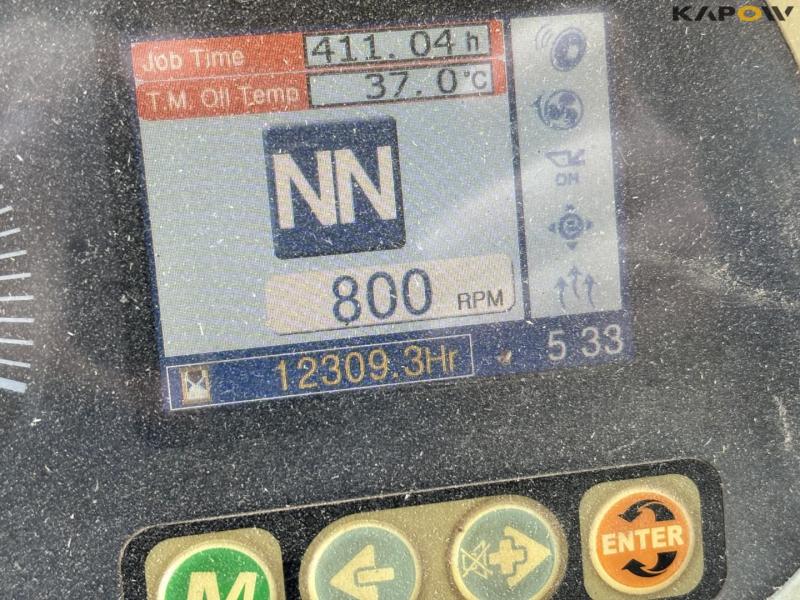 KAPOW
Job Time 411.04 h
T.M. Oil Temp 37.0 °C
ON
NN
800 RPM
12309.3Hr 5 33
ENTER
M